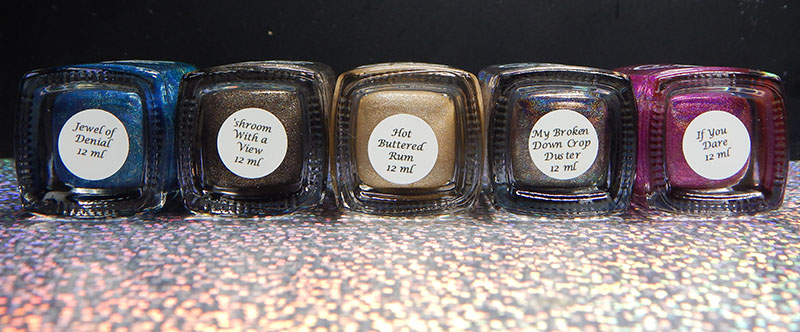 Jewel of
Denial
12 ml
'shroom
With a
View
12 ml
Hot
Buttered
Rum
12 ml
My Broken
Down Crop
Duster
12 ml
If You
Dare
12 ml